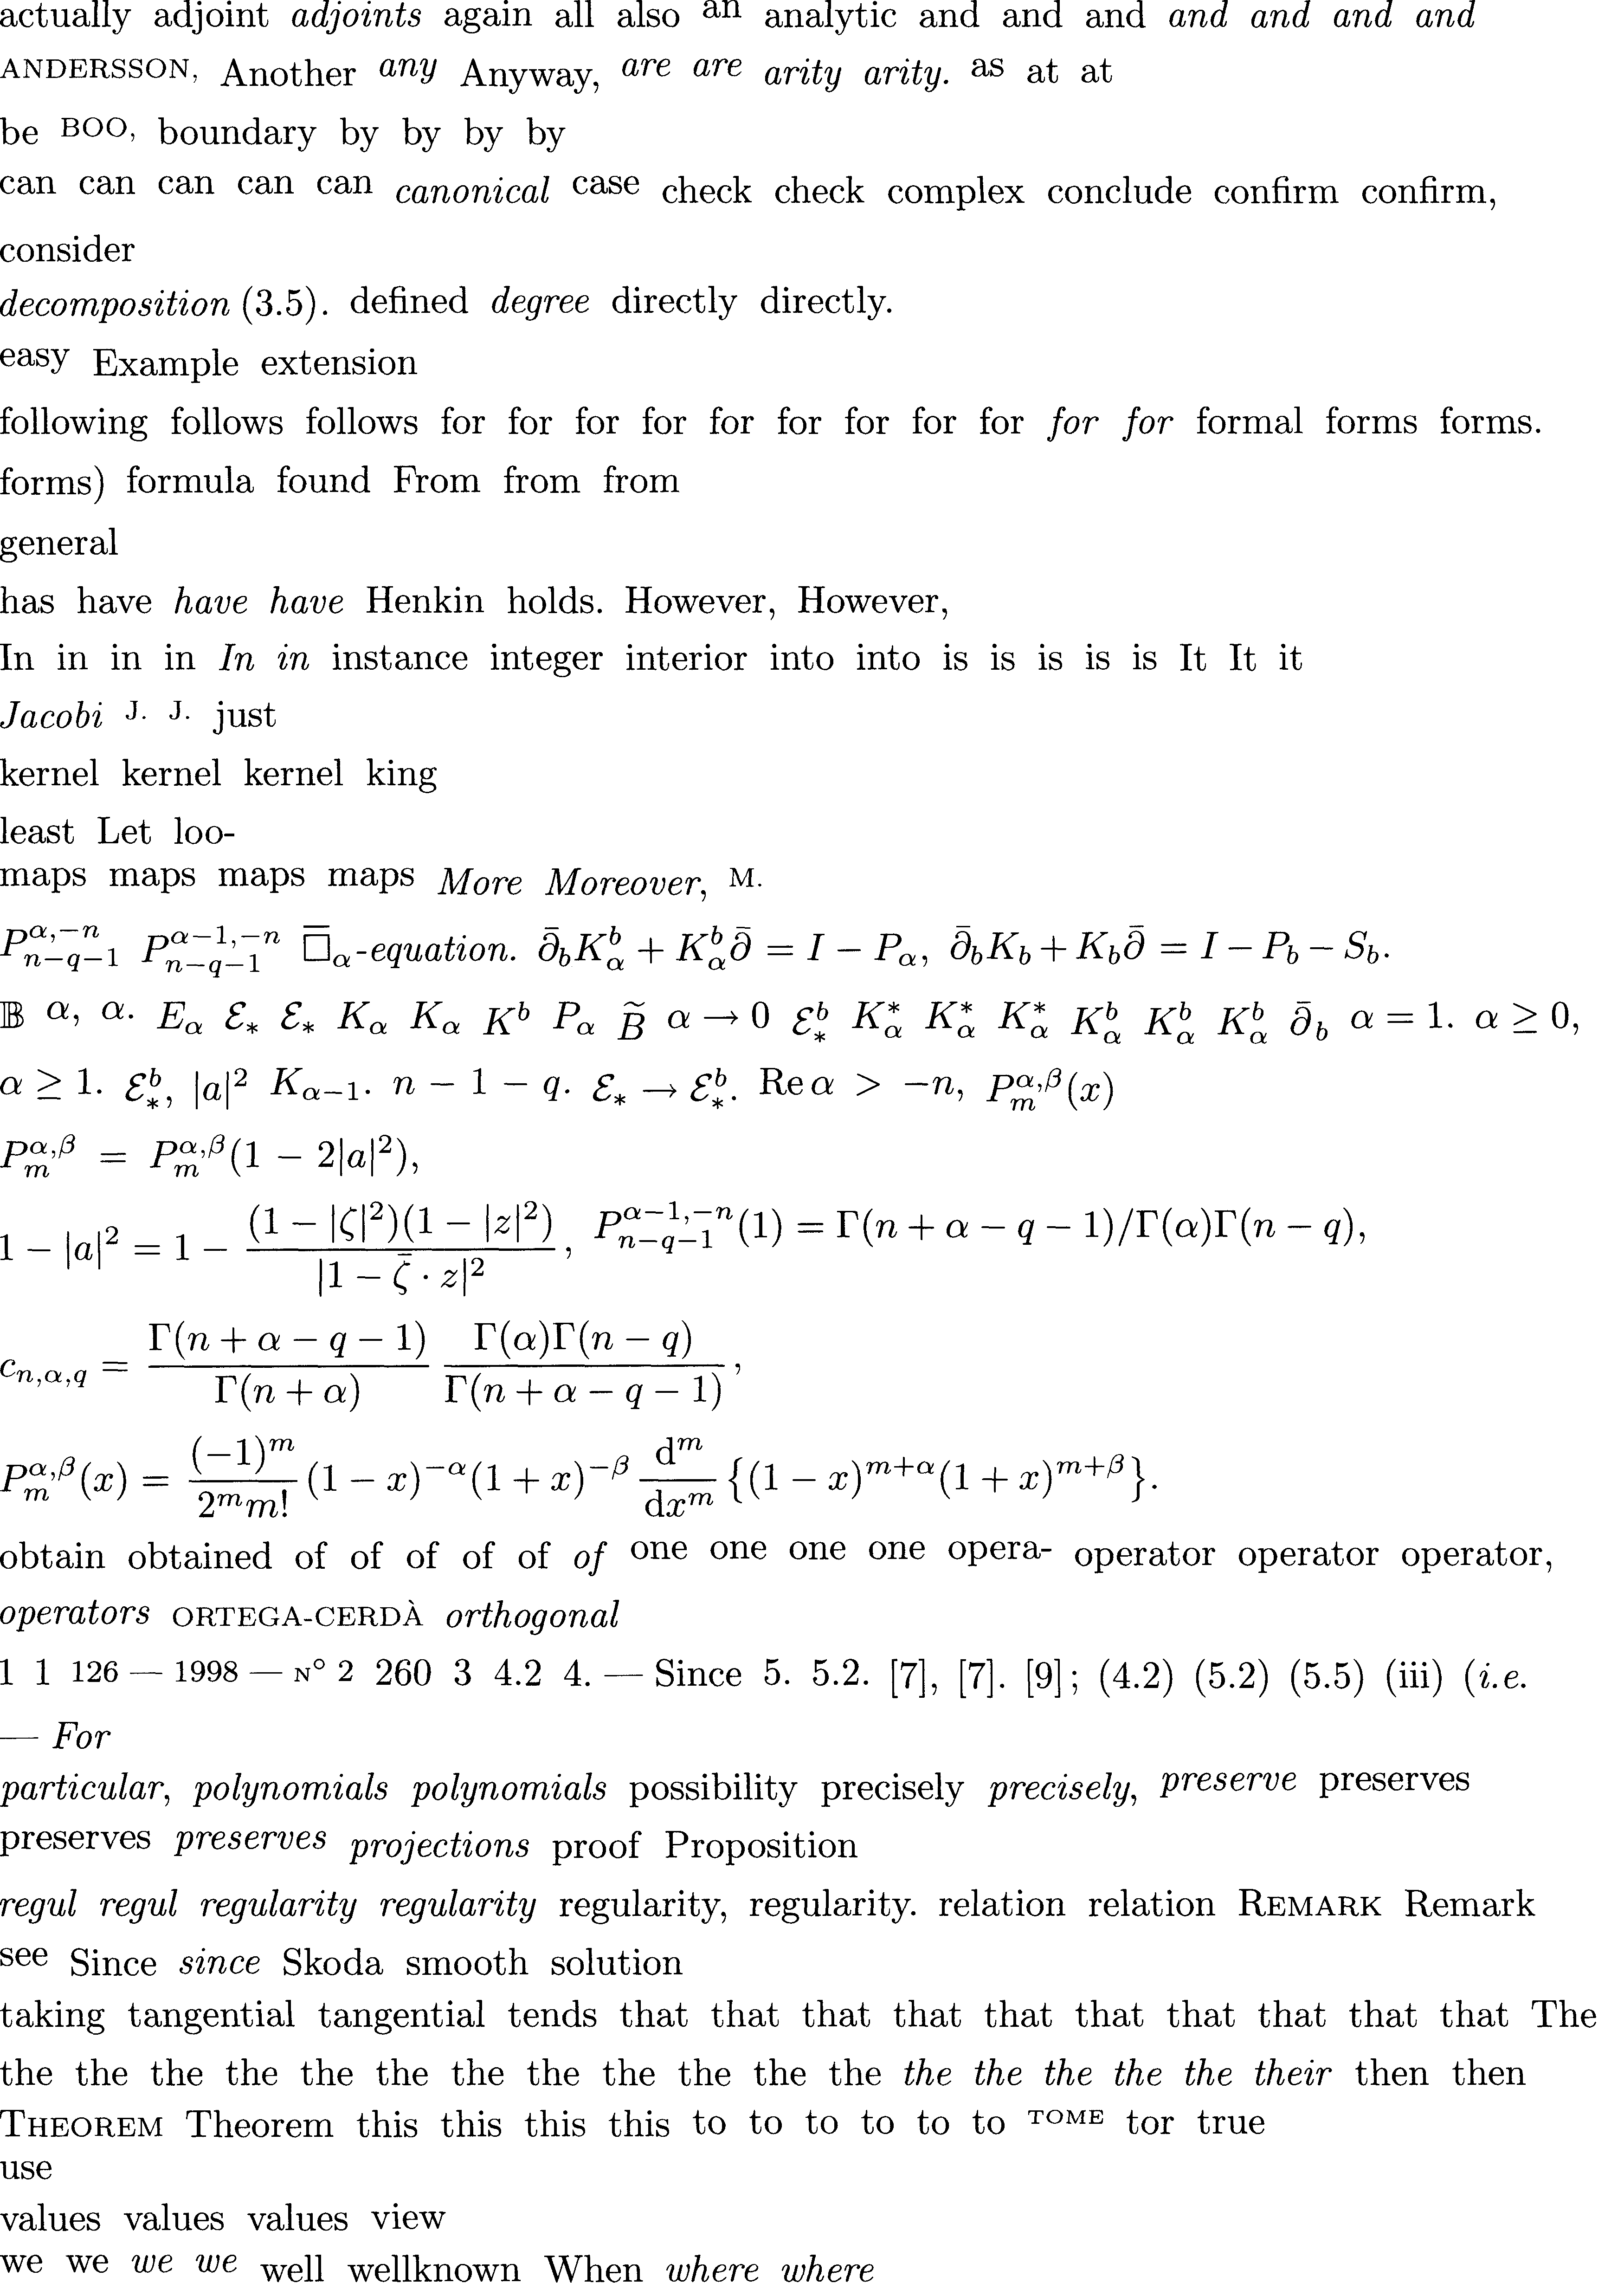 actually adjoint adjoints again all also an analytic and and and and and and and
ANDERSSON, Another any Anyway, are are arity arity. as at at
be BOO, boundary by by by by
can can can can can canonical case check check complex conclude confirm confirm,
consider
decomposition (3.5). defined degree directly directly.
easy Example extension
following follows follows for for for for for for for for for for for formal forms forms.
forms) formula found From from from
general
has have have have Henkin holds. However, However,
In in in in In in instance integer interior into into is is is is is It It it
Jacobi J. J. just
kernel kernel kernel king
least Let loo-
maps maps maps maps More Moreover, M.
$P_{n-q-1}^{\alpha,-n}$ $P_{n-q-1}^{\alpha-1,-n}$ $\overline{\square}_\alpha$-equation. $\bar\partial_b K_\alpha^b + K_\alpha^b \bar\partial = I - P_\alpha,$ $\bar\partial_b K_b + K_b \bar\partial = I - P_b - S_b.$
$\mathbb{B}$ $\alpha,$ $\alpha.$ $E_\alpha$ $\mathcal{E}_*$ $\mathcal{E}_*$ $K_\alpha$ $K_\alpha$ $K^b$ $P_\alpha$ $\widetilde{B}$ $\alpha \to 0$ $\mathcal{E}_*^b$ $K_\alpha^*$ $K_\alpha^*$ $K_\alpha^*$ $K_\alpha^b$ $K_\alpha^b$ $K_\alpha^b$ $\bar\partial_b$ $\alpha = 1.$ $\alpha \geq 0,$
$\alpha \geq 1.$ $\mathcal{E}_*^b,$ $|a|^2$ $K_{\alpha-1}.$ $n - 1 - q.$ $\mathcal{E}_* \to \mathcal{E}_*^b.$ $\operatorname{Re}\alpha > -n,$ $P_m^{\alpha,\beta}(x)$
$P_m^{\alpha,\beta} = P_m^{\alpha,\beta}(1 - 2|a|^2),$
$1 - |a|^2 = 1 - \frac{(1 - |\zeta|^2)(1 - |z|^2)}{|1 - \bar\zeta \cdot z|^2},$ $P_{n-q-1}^{\alpha-1,-n}(1) = \Gamma(n + \alpha - q - 1)/\Gamma(\alpha)\Gamma(n - q),$
$c_{n,\alpha,q} = \frac{\Gamma(n + \alpha - q - 1)}{\Gamma(n + \alpha)} \frac{\Gamma(\alpha)\Gamma(n - q)}{\Gamma(n + \alpha - q - 1)},$
$P_m^{\alpha,\beta}(x) = \frac{(-1)^m}{2^m m!}(1 - x)^{-\alpha}(1 + x)^{-\beta} \frac{\mathrm{d}^m}{\mathrm{d}x^m}\{(1 - x)^{m+\alpha}(1 + x)^{m+\beta}\}.$
obtain obtained of of of of of of one one one one opera- operator operator operator,
operators ORTEGA-CERDÀ orthogonal
1 1 126 — 1998 — N° 2 260 3 4.2 4. — Since 5. 5.2. [7], [7]. [9]; (4.2) (5.2) (5.5) (iii) (i.e.
— For
particular, polynomials polynomials possibility precisely precisely, preserve preserves
preserves preserves projections proof Proposition
regul regul regularity regularity regularity, regularity. relation relation REMARK Remark
see Since since Skoda smooth solution
taking tangential tangential tends that that that that that that that that that that The
the the the the the the the the the the the the the the the the the their then then
THEOREM Theorem this this this this to to to to to to TOME tor true
use
values values values view
we we we we well wellknown When where where